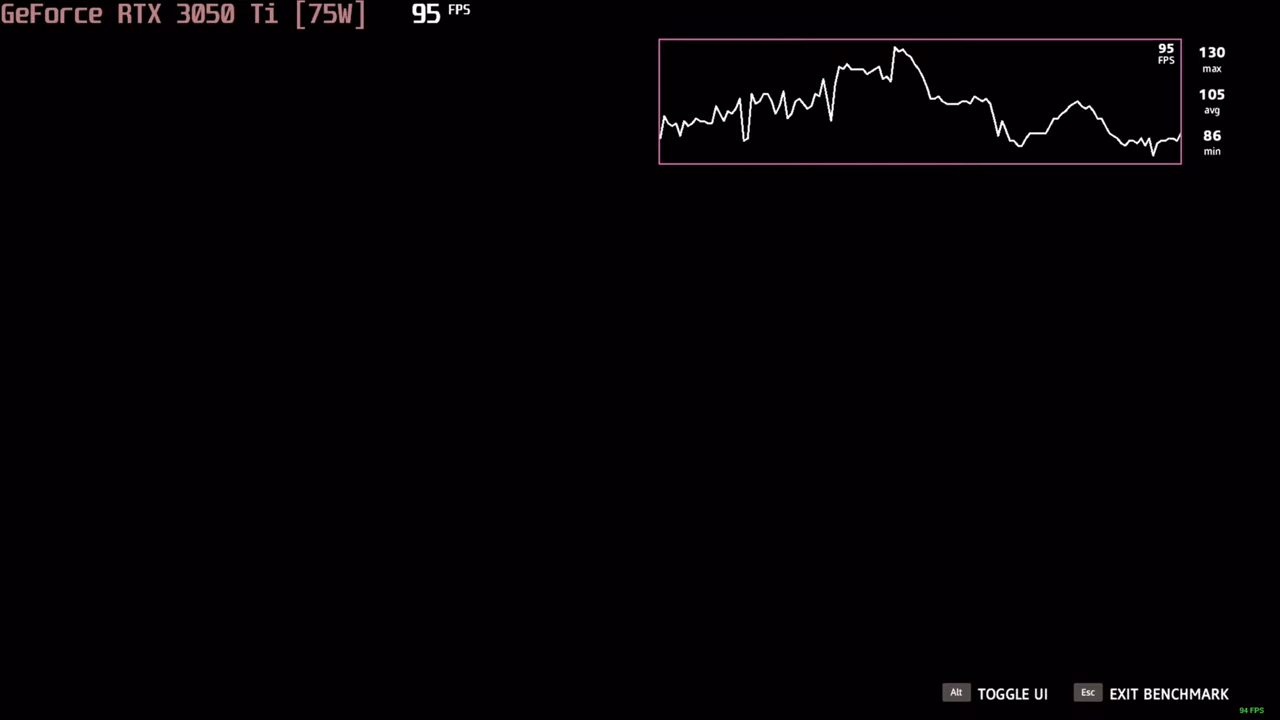 GeForce RTX 3050 Ti [75W] 95 FPS
95
FPS
130
max
105
avg
86
min
Alt TOGGLE UI Esc EXIT BENCHMARK
94 FPS